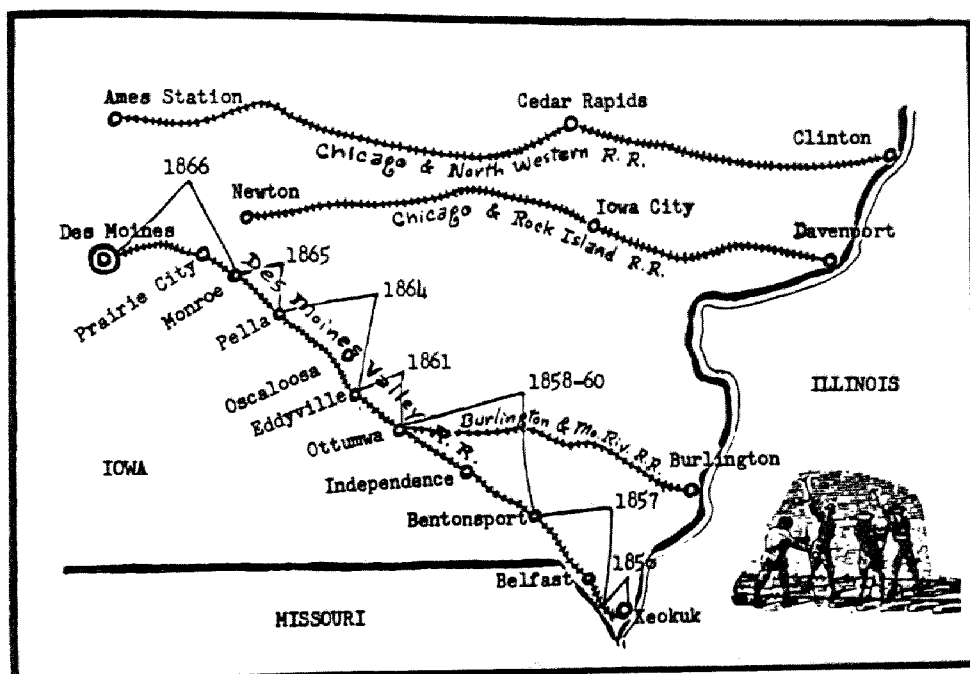 Ames Station
Cedar Rapids
Clinton
Chicago & North Western R.R.
1866
Newton
Iowa City
Chicago & Rock Island R.R.
Davenport
Des Moines
Prairie City
Monroe
1865
Des Moines Valley R.R.
Pella
1864
Oscaloosa
1861
Eddyville
1858-60
ILLINOIS
Ottumwa
Burlington & Mo. Riv. R.R.
Burlington
IOWA
Independence
Bentonsport
1857
1856
Belfast
Keokuk
MISSOURI